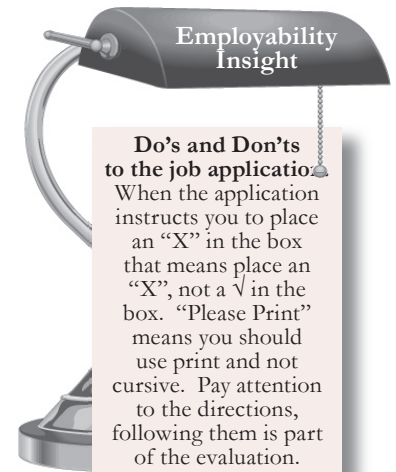 Employability
Insight
Do's and Don'ts
to the job application.
When the application
instructs you to place
an “X” in the box
that means place an
“X”, not a √ in the
box.  “Please Print”
means you should
use print and not
cursive.  Pay attention
to the directions,
following them is part
of the evaluation.